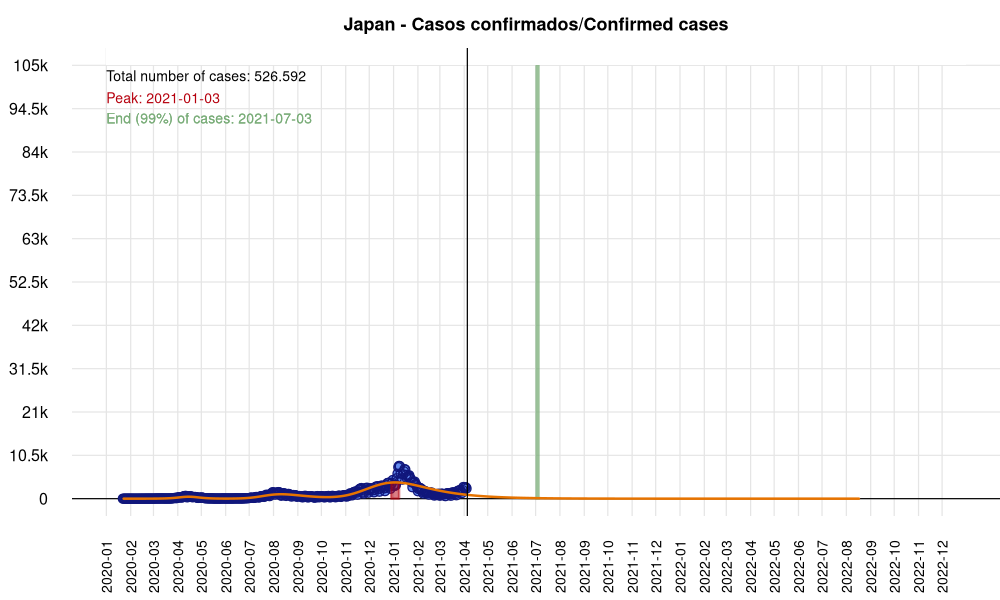 Japan - Casos confirmados/Confirmed cases
Total number of cases: 526.592
Peak: 2021-01-03
End (99%) of cases: 2021-07-03
105k
94.5k
84k
73.5k
63k
52.5k
42k
31.5k
21k
10.5k
0
2020-01
2020-02
2020-03
2020-04
2020-05
2020-06
2020-07
2020-08
2020-09
2020-10
2020-11
2020-12
2021-01
2021-02
2021-03
2021-04
2021-05
2021-06
2021-07
2021-08
2021-09
2021-10
2021-11
2021-12
2022-01
2022-02
2022-03
2022-04
2022-05
2022-06
2022-07
2022-08
2022-09
2022-10
2022-11
2022-12